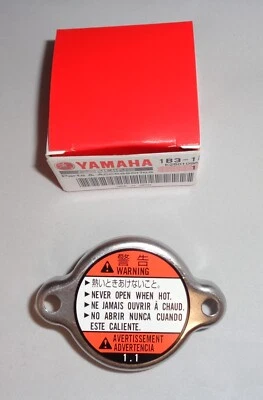 YAMAHA
1B3-1
警告
WARNING
熱いときあけないこと。
NEVER OPEN WHEN HOT.
NE JAMAIS OUVRIR À CHAUD.
NO ABRIR NUNCA CUANDO
ESTE CALIENTE.
AVERTISSEMENT
ADVERTENCIA
1.1